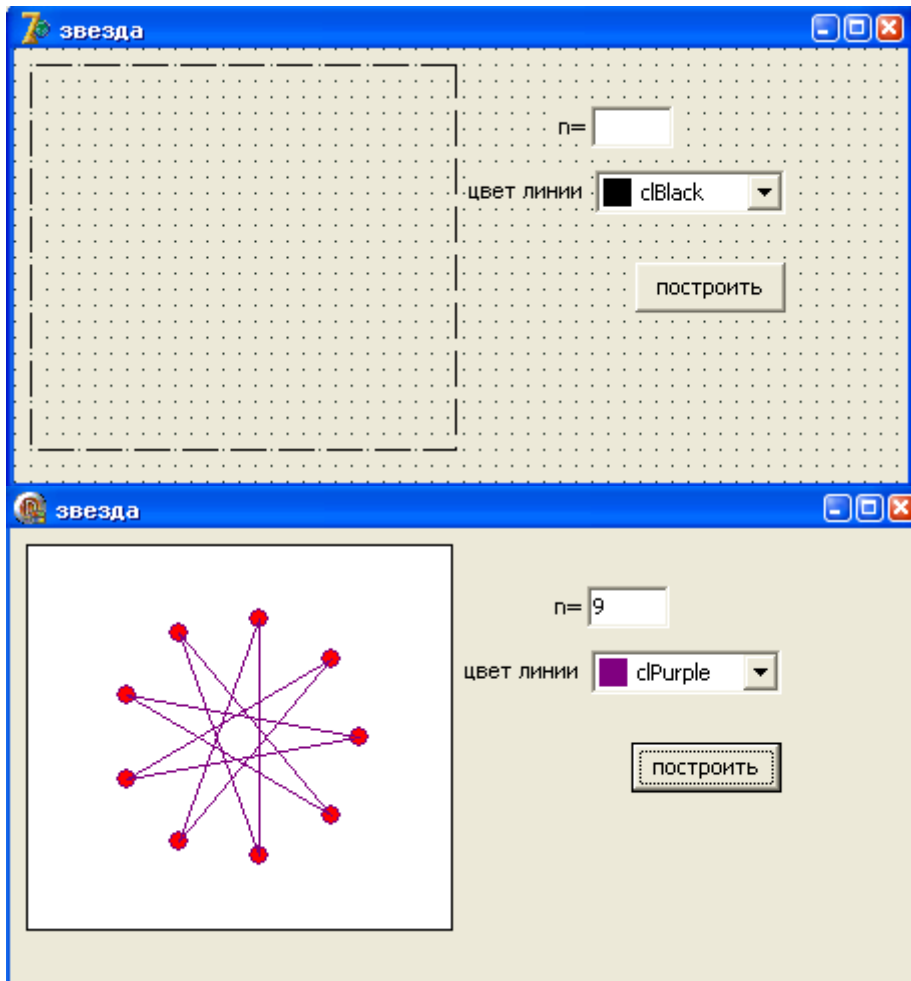 звезда
n=
цвет линии clBlack
построить
звезда
n= 9
цвет линии clPurple
построить